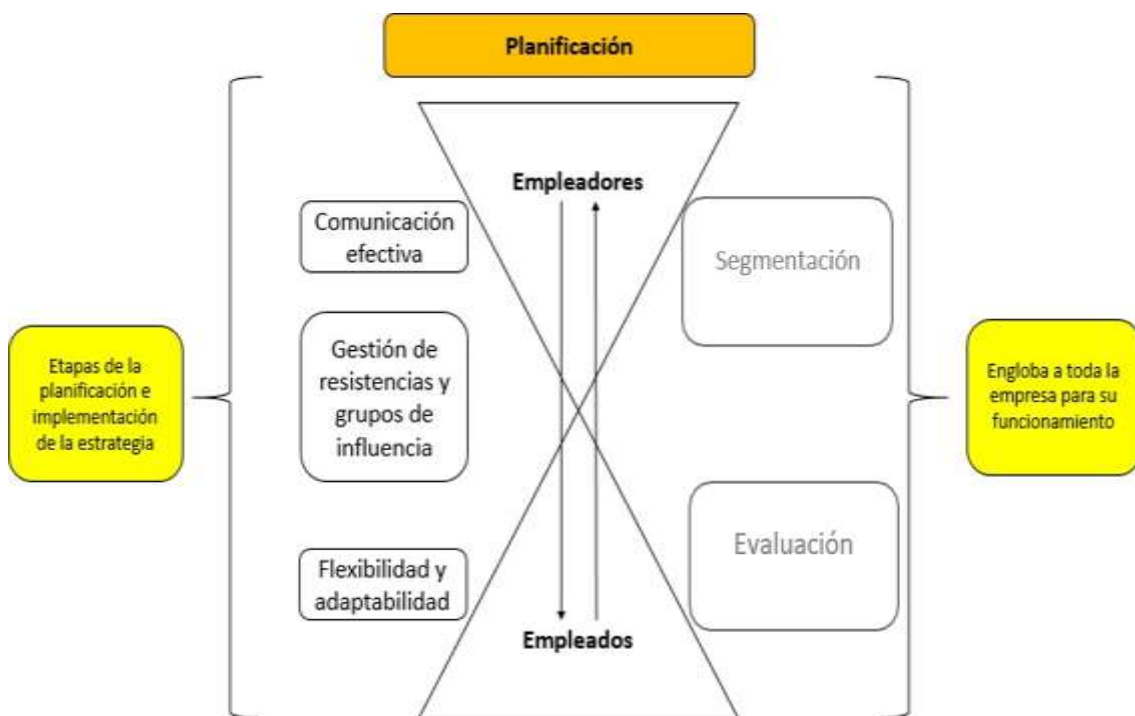 Planificación
Empleadores
Comunicación
efectiva
Segmentación
Gestión de
resistencias y
grupos de
influencia
Etapas de la
planificación e
implementación
de la estrategia
Engloba a toda la
empresa para su
funcionamiento
Evaluación
Flexibilidad y
adaptabilidad
Empleados